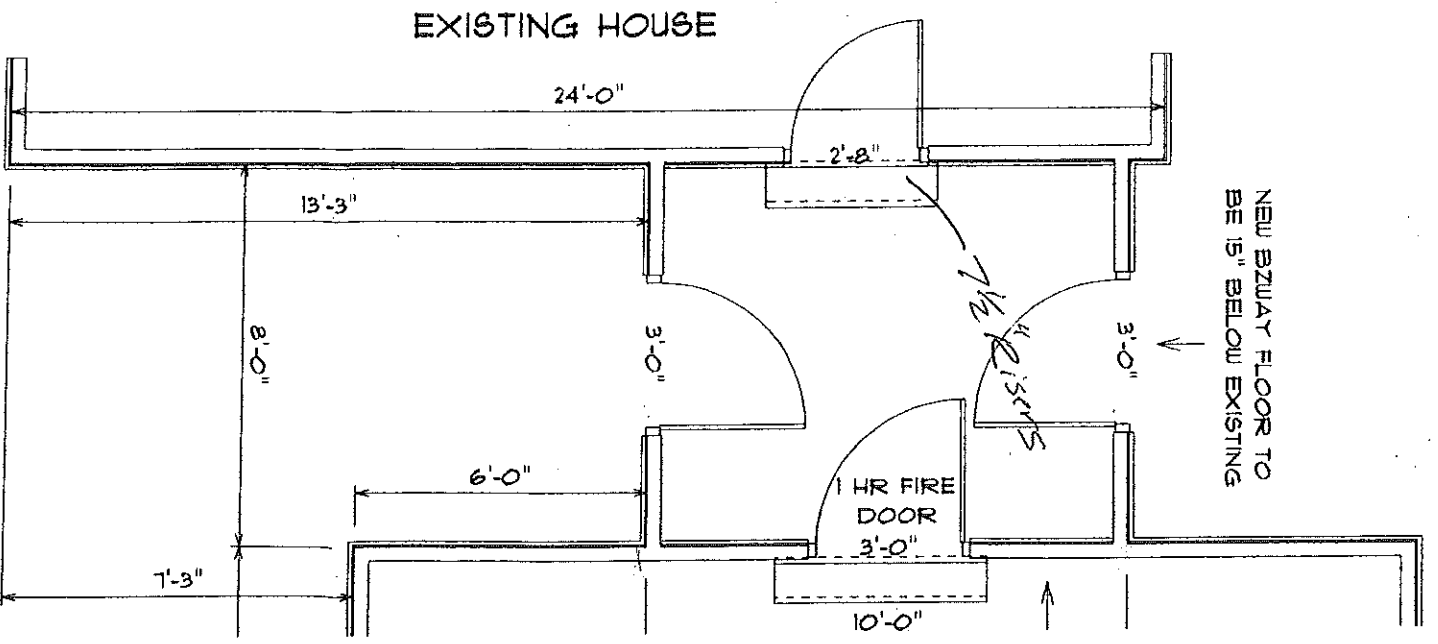 EXISTING HOUSE
24'-0"
2'-8"
13'-3"
NEW BZWAY FLOOR TO
BE 15" BELOW EXISTING
7 1/2" Risers
8'-0"
3'-0"
3'-0"
6'-0"
1 HR FIRE
DOOR
3'-0"
7'-3"
10'-0"